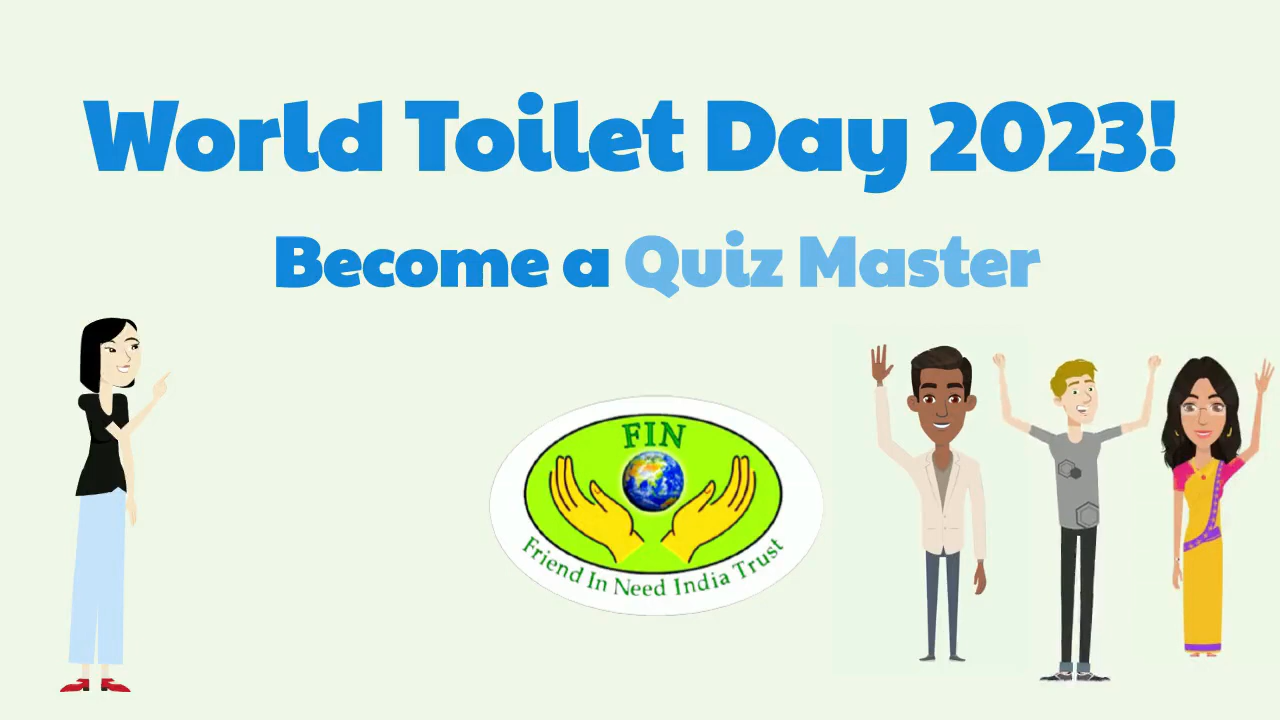 World Toilet Day 2023!
Become a Quiz Master
FIN
Friend In Need India Trust